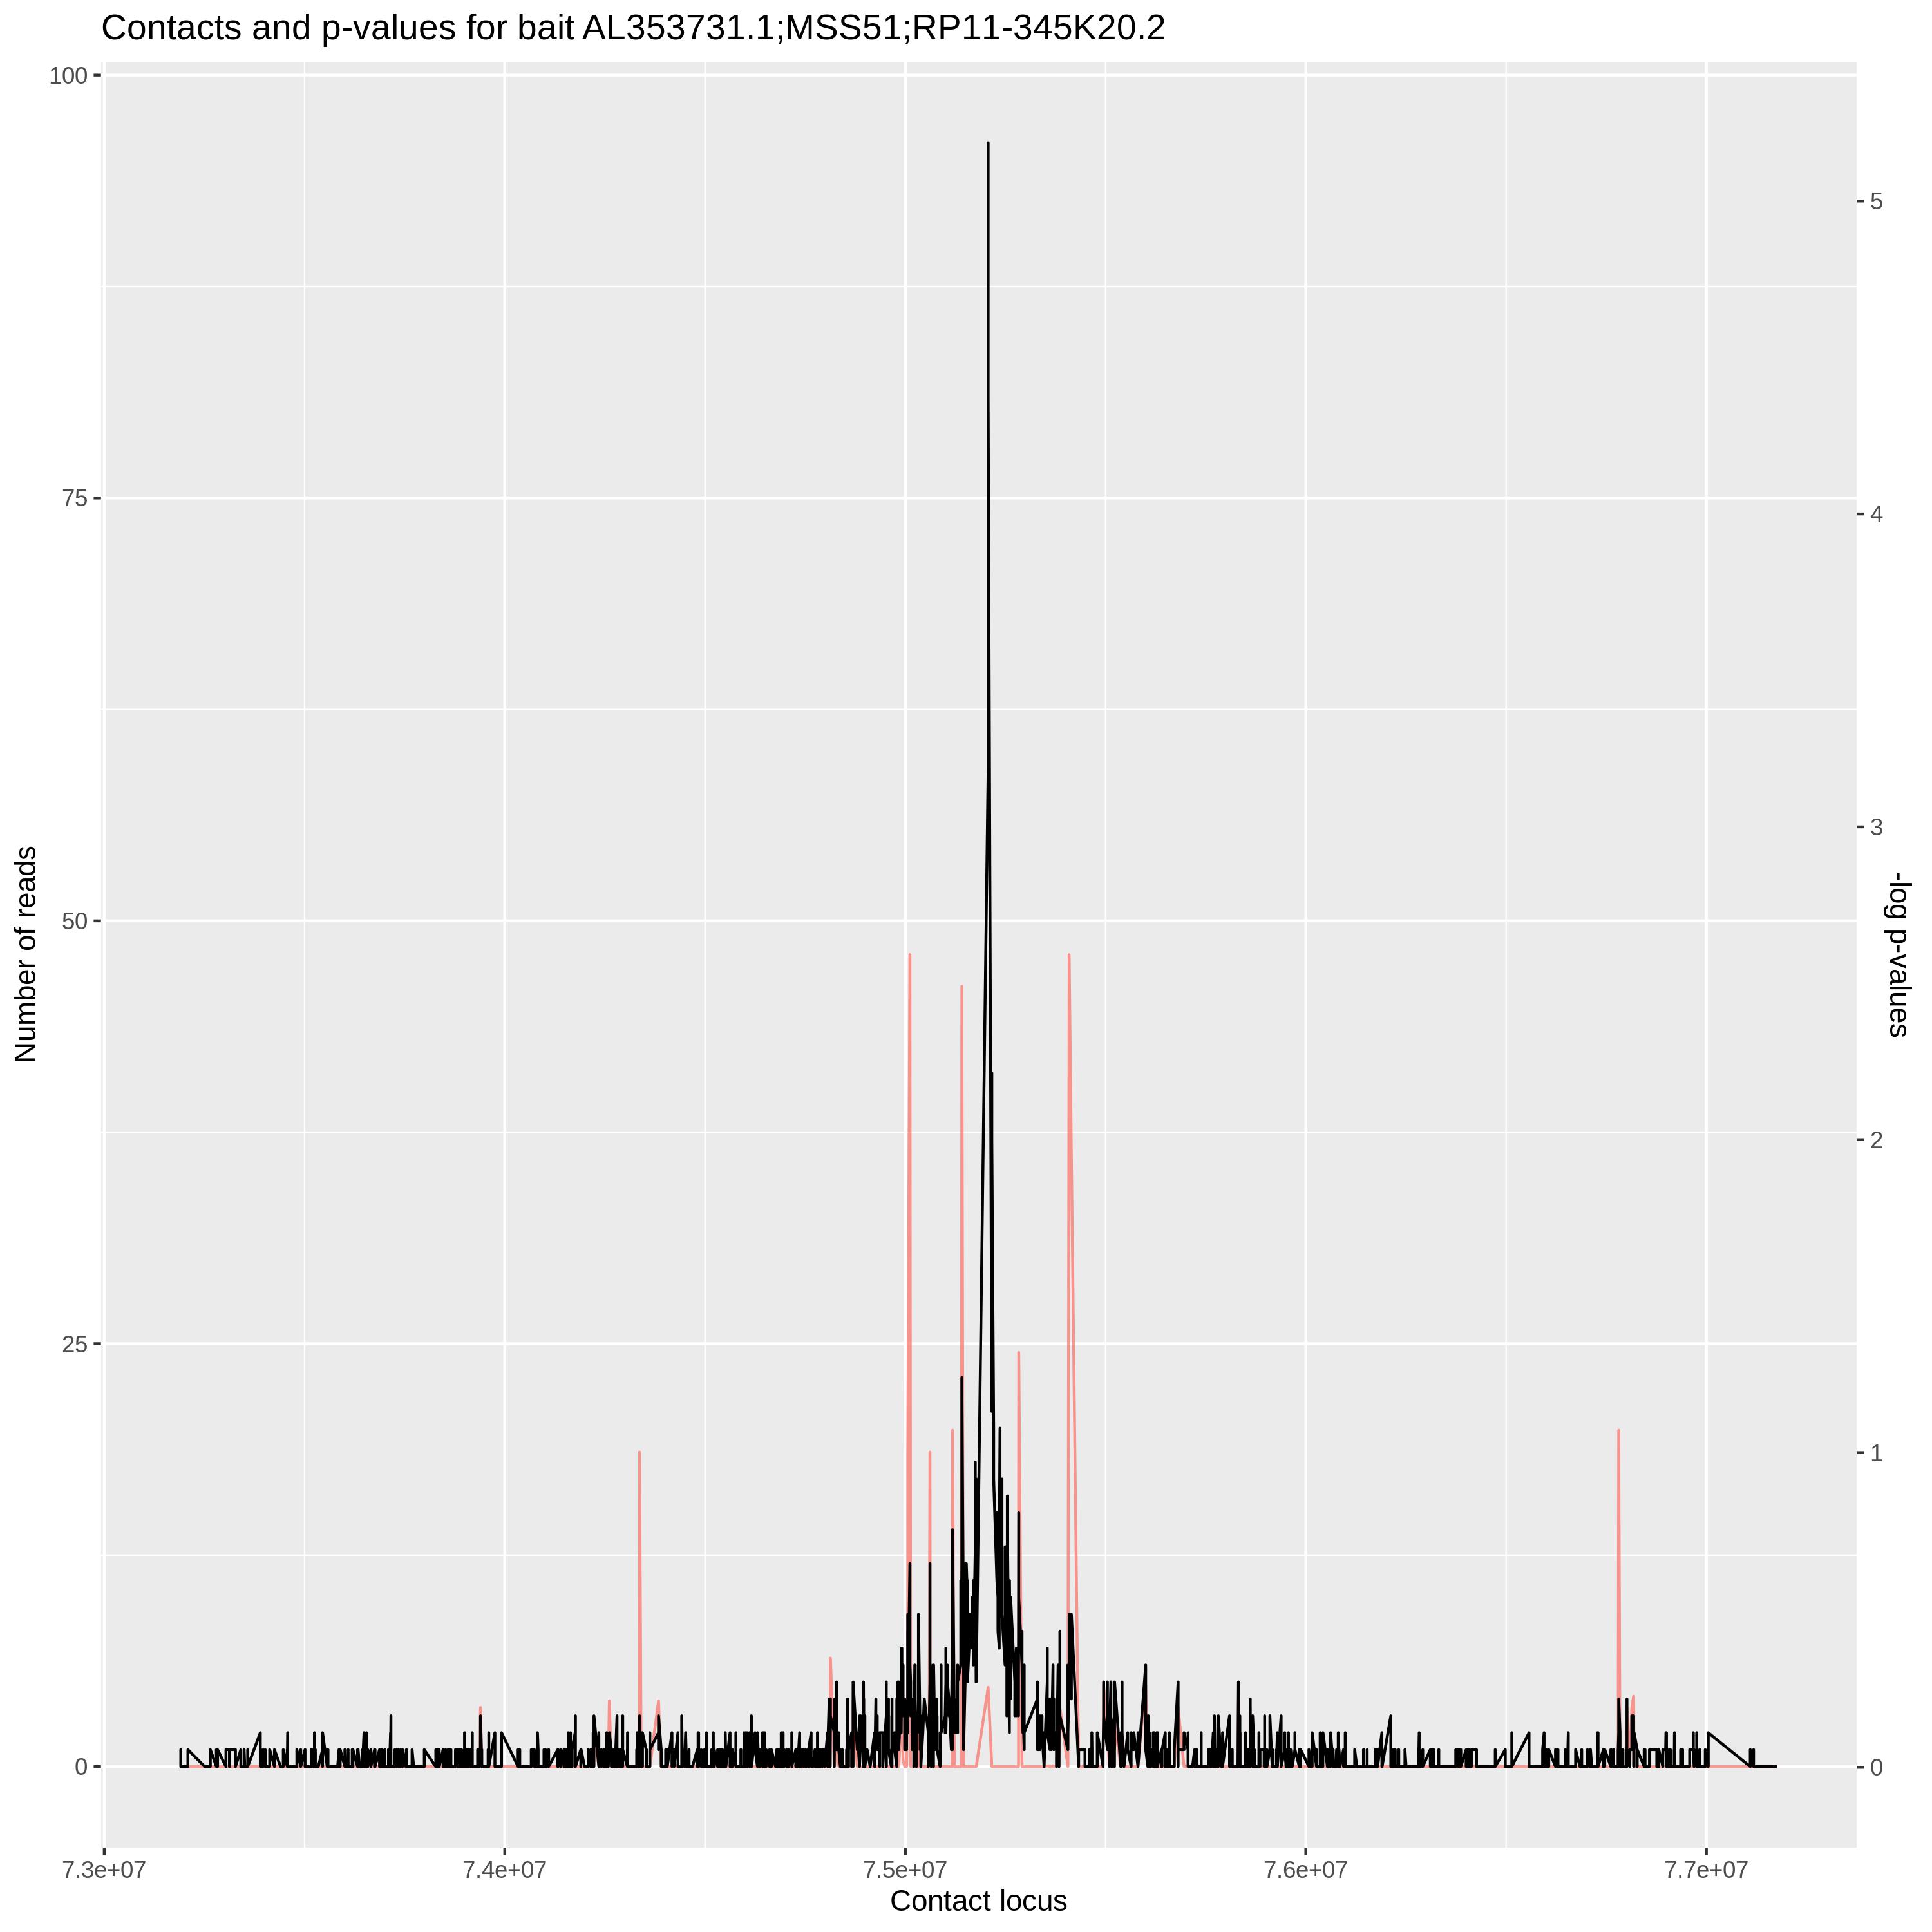 Contacts and p-values for bait AL353731.1;MSS51;RP11-345K20.2
100
75
50
25
0
Number of reads
5
4
3
2
1
0
-log p-values
7.3e+07
7.4e+07
7.5e+07
7.6e+07
7.7e+07
Contact locus